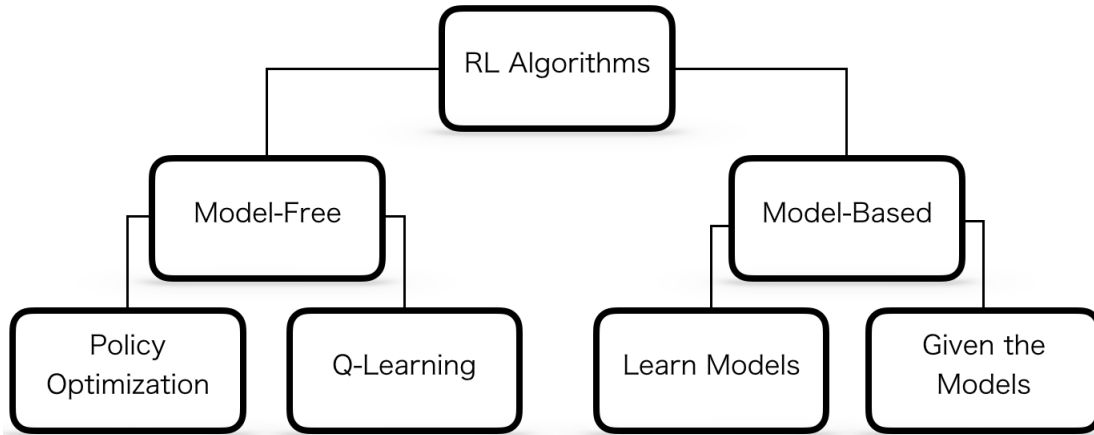 RL Algorithms
Model-Free
Model-Based
Policy
Optimization
Q-Learning
Learn Models
Given the
Models